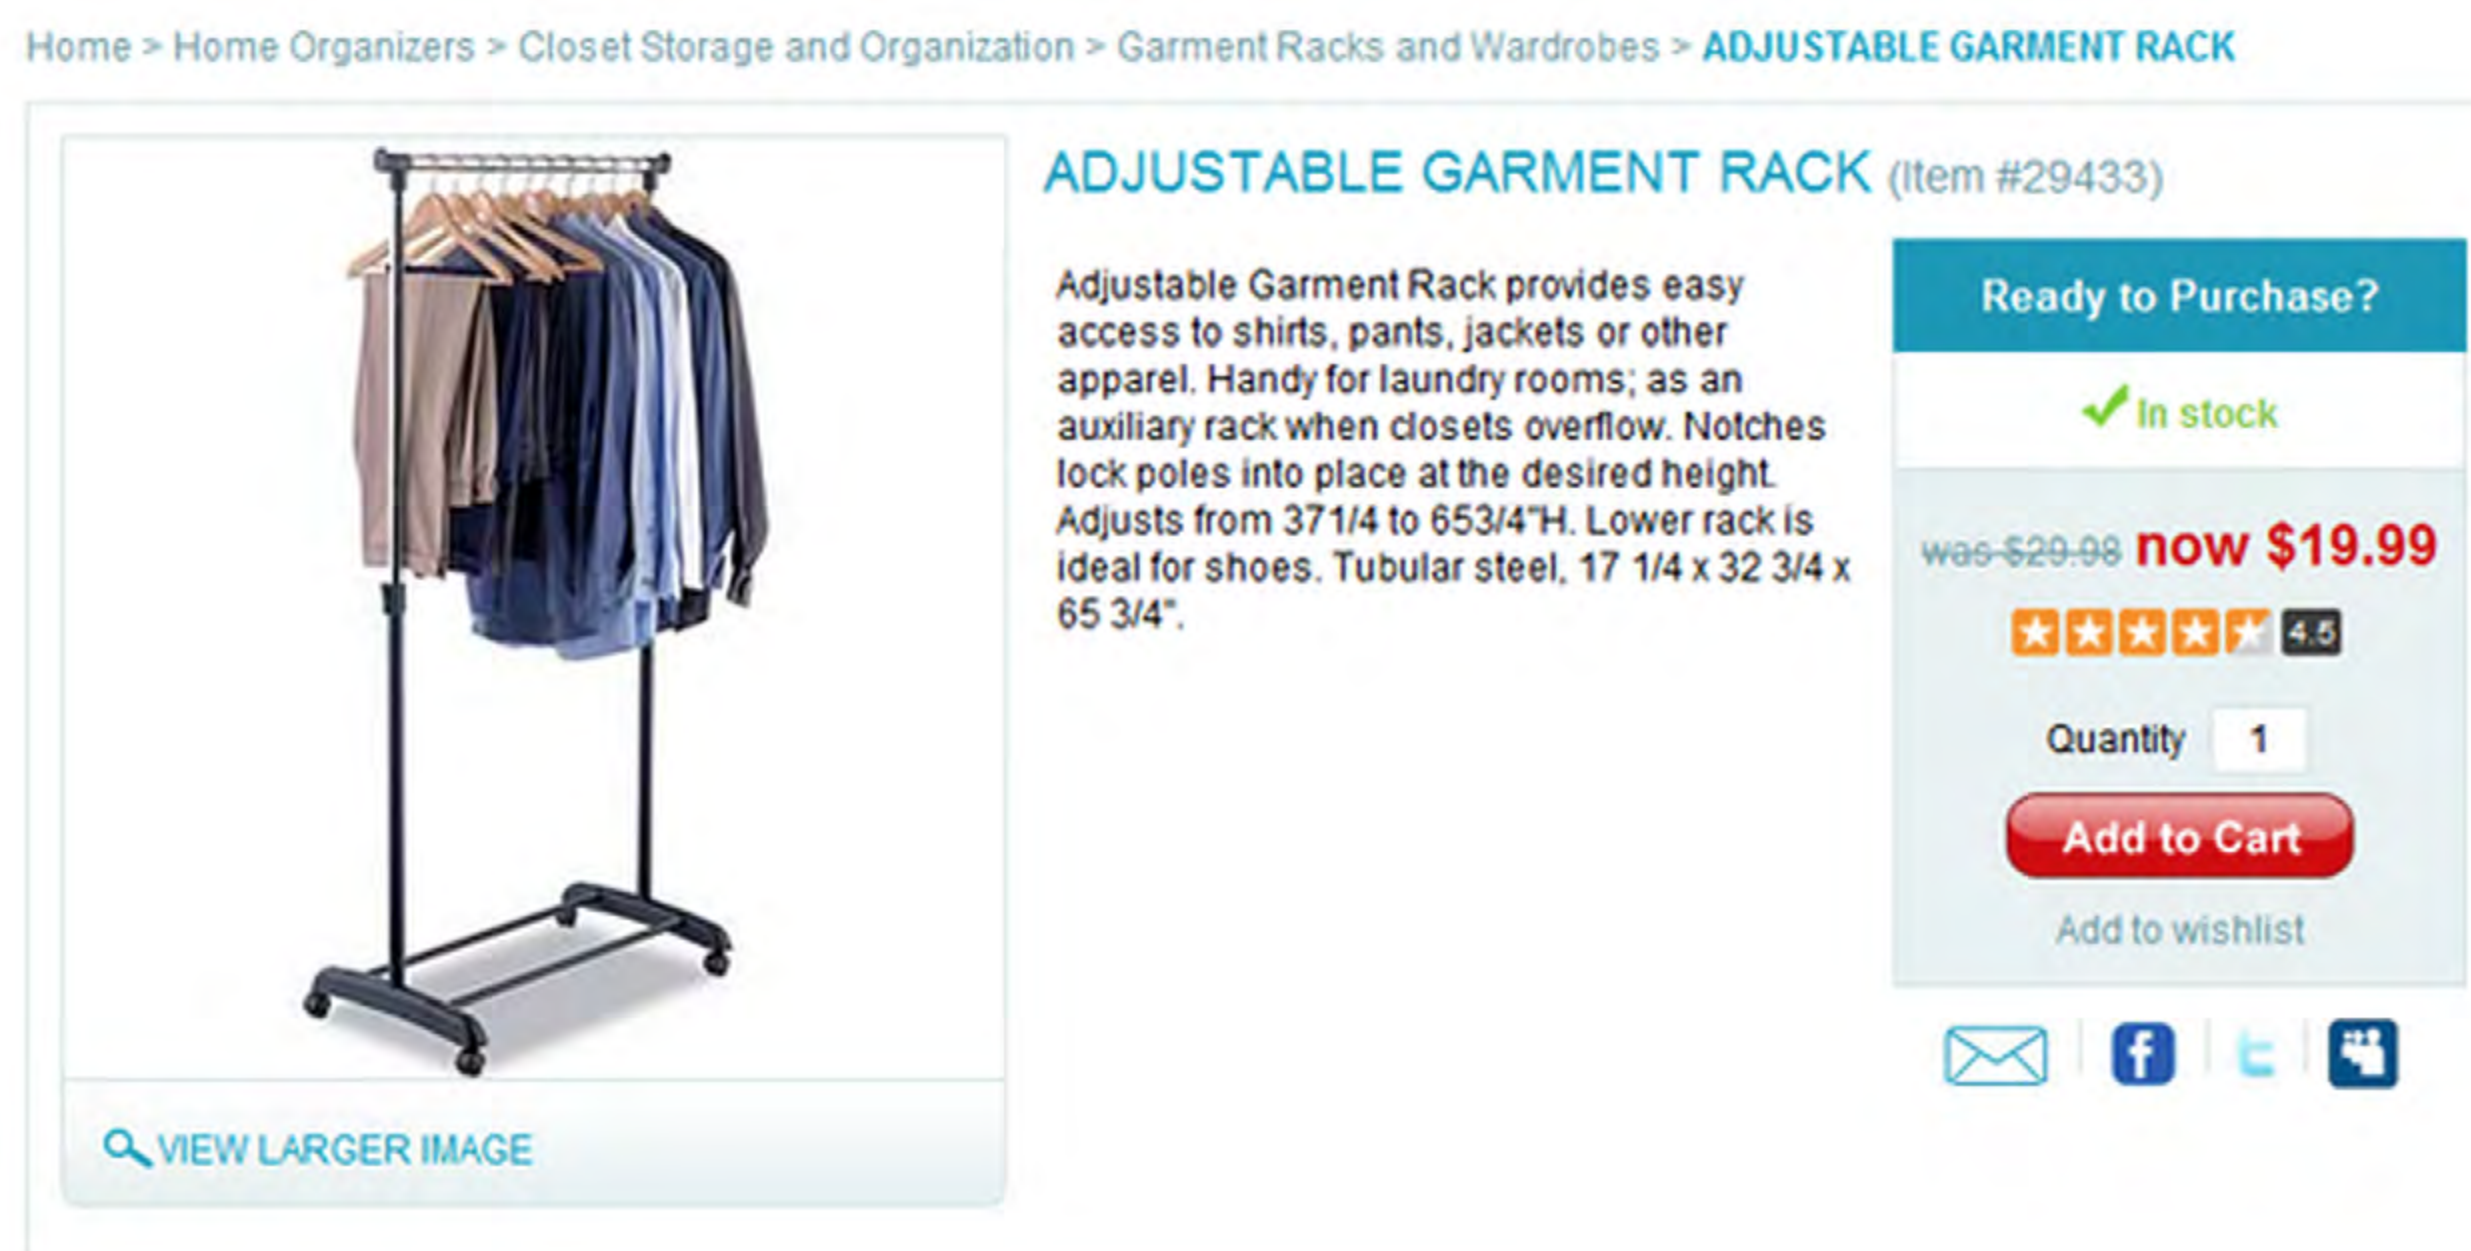 Home > Home Organizers > Closet Storage and Organization > Garment Racks and Wardrobes > ADJUSTABLE GARMENT RACK
ADJUSTABLE GARMENT RACK (Item #29433)
Adjustable Garment Rack provides easy
access to shirts, pants, jackets or other
apparel. Handy for laundry rooms; as an
auxiliary rack when closets overflow. Notches
lock poles into place at the desired height.
Adjusts from 371/4 to 653/4"H. Lower rack is
ideal for shoes. Tubular steel, 17 1/4 x 32 3/4 x
65 3/4".
Ready to Purchase?
In stock
was $29.98 now $19.99
4.5
Quantity 1
Add to Cart
Add to wishlist
f t
VIEW LARGER IMAGE